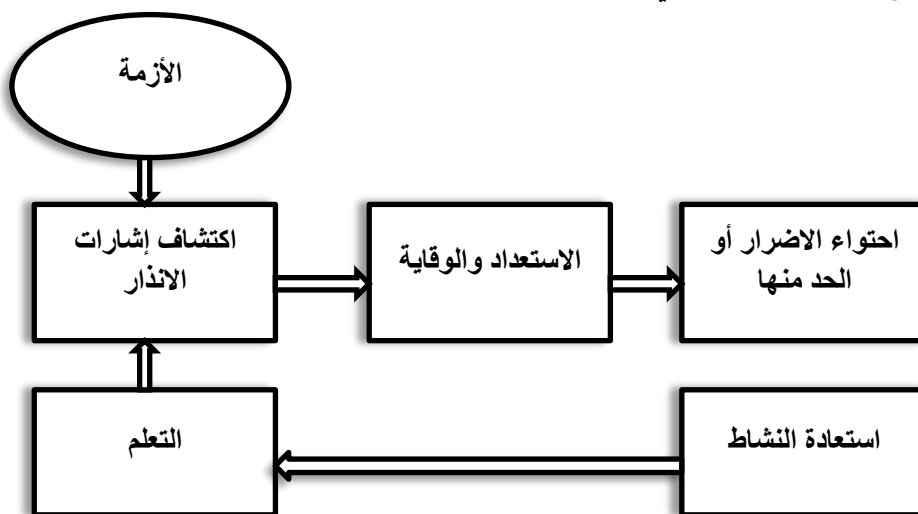 الأزمة
اكتشاف إشارات
الانذار
الاستعداد والوقاية
احتواء الاضرار أو
الحد منها
استعادة النشاط
التعلم